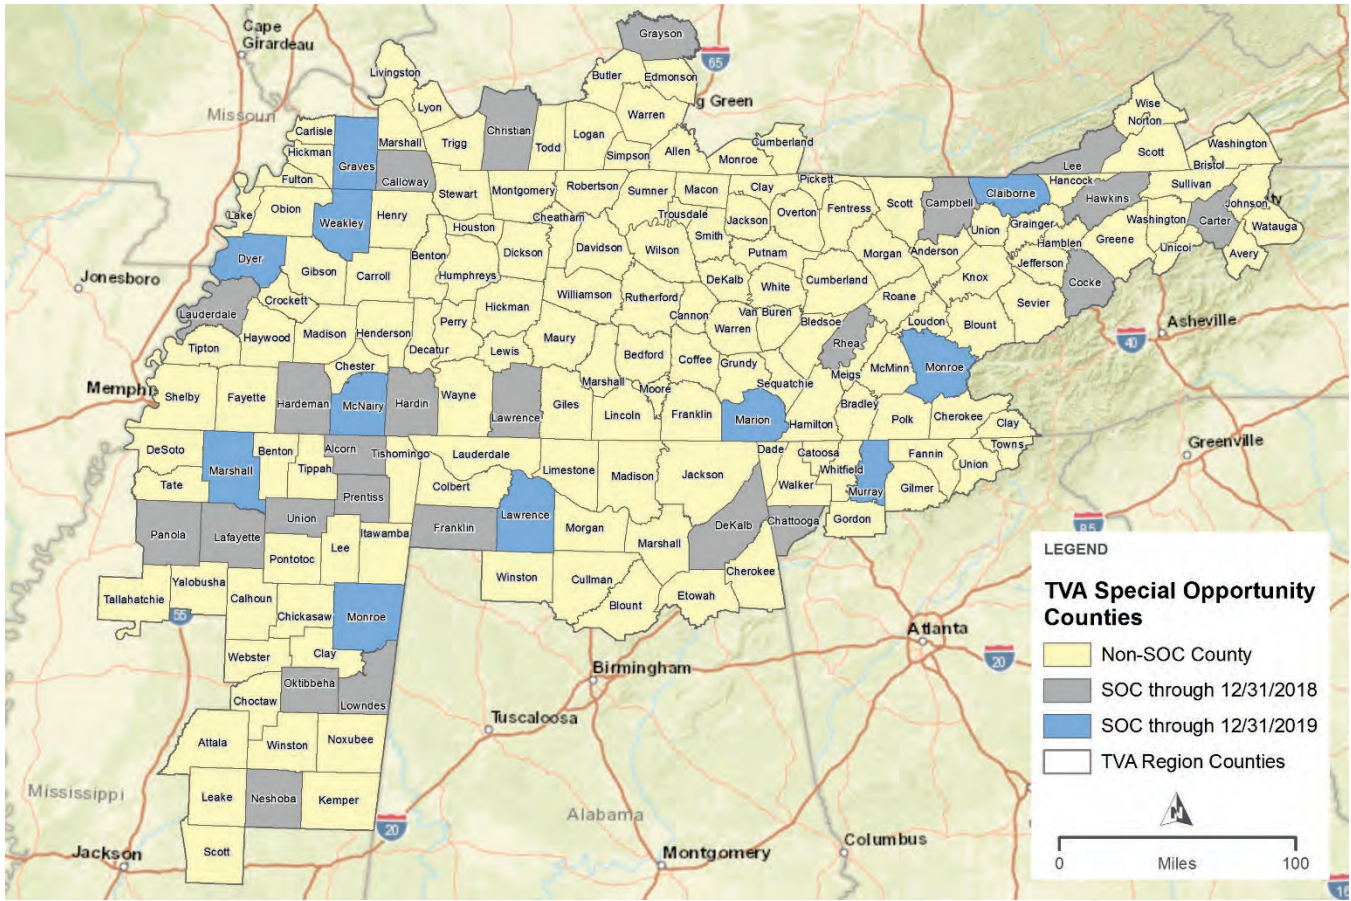 Cape
Girardeau
Missouri
Jonesboro
Memphi
Mississippi
Jackson
Tuscaloosa
Birmingham
Alabama
Montgomery
Columbus
Atlanta
Greenville
Asheville
g Green
ty
65
40
85
20
55
20
16
Grayson
Livingston
Butler
Edmonson
Lyon
Warren
Carlisle
Marshall
Trigg
Christian
Todd
Logan
Simpson
Allen
Monroe
Cumberland
Hickman
Graves
Fulton
Calloway
Wise
Norton
Lee
Scott
Washington
Bristol
Lake
Obion
Weakley
Henry
Stewart
Montgomery
Robertson
Sumner
Macon
Clay
Pickett
Scott
Campbell
Claiborne
Hancock
Hawkins
Sullivan
Johnson
Carter
Washington
Watauga
Avery
Unicoi
Greene
Grainger
Hamblen
Union
Jefferson
Cocke
Sevier
Knox
Anderson
Morgan
Fentress
Overton
Jackson
Trousdale
Smith
Putnam
Wilson
Davidson
Cheatham
Houston
Dickson
Humphreys
Benton
Carroll
Gibson
Dyer
Crockett
Lauderdale
Haywood
Madison
Henderson
Decatur
Perry
Hickman
Williamson
Rutherford
Cannon
DeKalb
White
Van Buren
Warren
Cumberland
Bledsoe
Rhea
Roane
Loudon
Blount
Monroe
McMinn
Meigs
Tipton
Shelby
Fayette
Hardeman
Chester
McNairy
Hardin
Wayne
Lewis
Maury
Lawrence
Giles
Marshall
Bedford
Moore
Lincoln
Coffee
Grundy
Franklin
Sequatchie
Marion
Hamilton
Bradley
Polk
Cherokee
Clay
DeSoto
Marshall
Benton
Tippah
Alcorn
Tishomingo
Tate
Prentiss
Panola
Lafayette
Union
Pontotoc
Lee
Itawamba
Tallahatchie
Yalobusha
Calhoun
Chickasaw
Monroe
Webster
Clay
Choctaw
Oktibbeha
Lowndes
Attala
Winston
Noxubee
Leake
Neshoba
Kemper
Scott
Lauderdale
Colbert
Franklin
Lawrence
Limestone
Madison
Jackson
Morgan
Marshall
DeKalb
Winston
Cullman
Blount
Etowah
Cherokee
Dade
Catoosa
Walker
Whitfield
Murray
Fannin
Gilmer
Union
Towns
Chattooga
Gordon
LEGEND
TVA Special Opportunity
Counties
Non-SOC County
SOC through 12/31/2018
SOC through 12/31/2019
TVA Region Counties
N
0
100
Miles